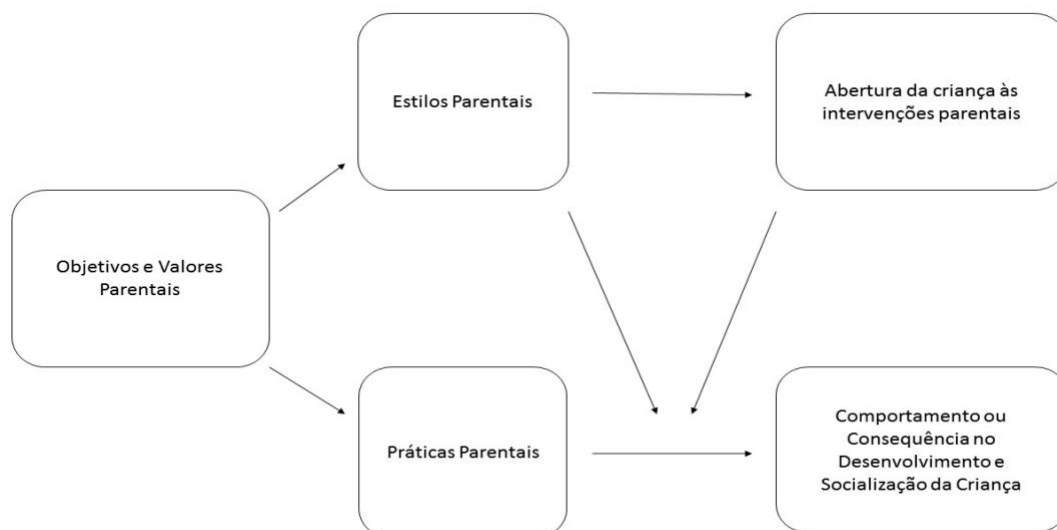 Estilos Parentais
Abertura da criança às
intervenções parentais
Objetivos e Valores
Parentais
Práticas Parentais
Comportamento ou
Consequência no
Desenvolvimento e
Socialização da Criança